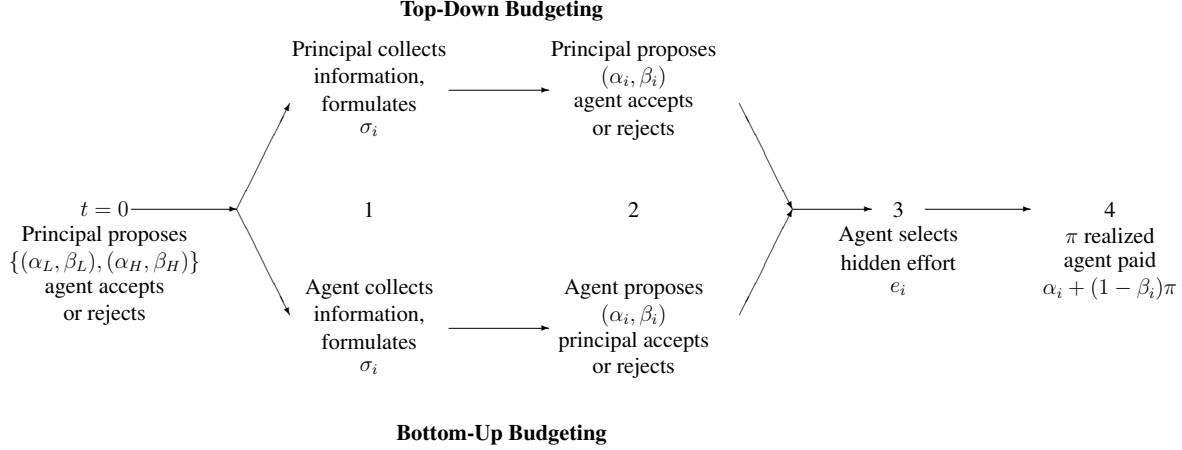 Top-Down Budgeting
Principal collects
information,
formulates
σ_i
Principal proposes
(α_i, β_i)
agent accepts
or rejects
t = 0
Principal proposes
{(α_L, β_L), (α_H, β_H)}
agent accepts
or rejects
1
2
3
Agent selects
hidden effort
e_i
4
π realized
agent paid
α_i + (1 − β_i)π
Agent collects
information,
formulates
σ_i
Agent proposes
(α_i, β_i)
principal accepts
or rejects
Bottom-Up Budgeting